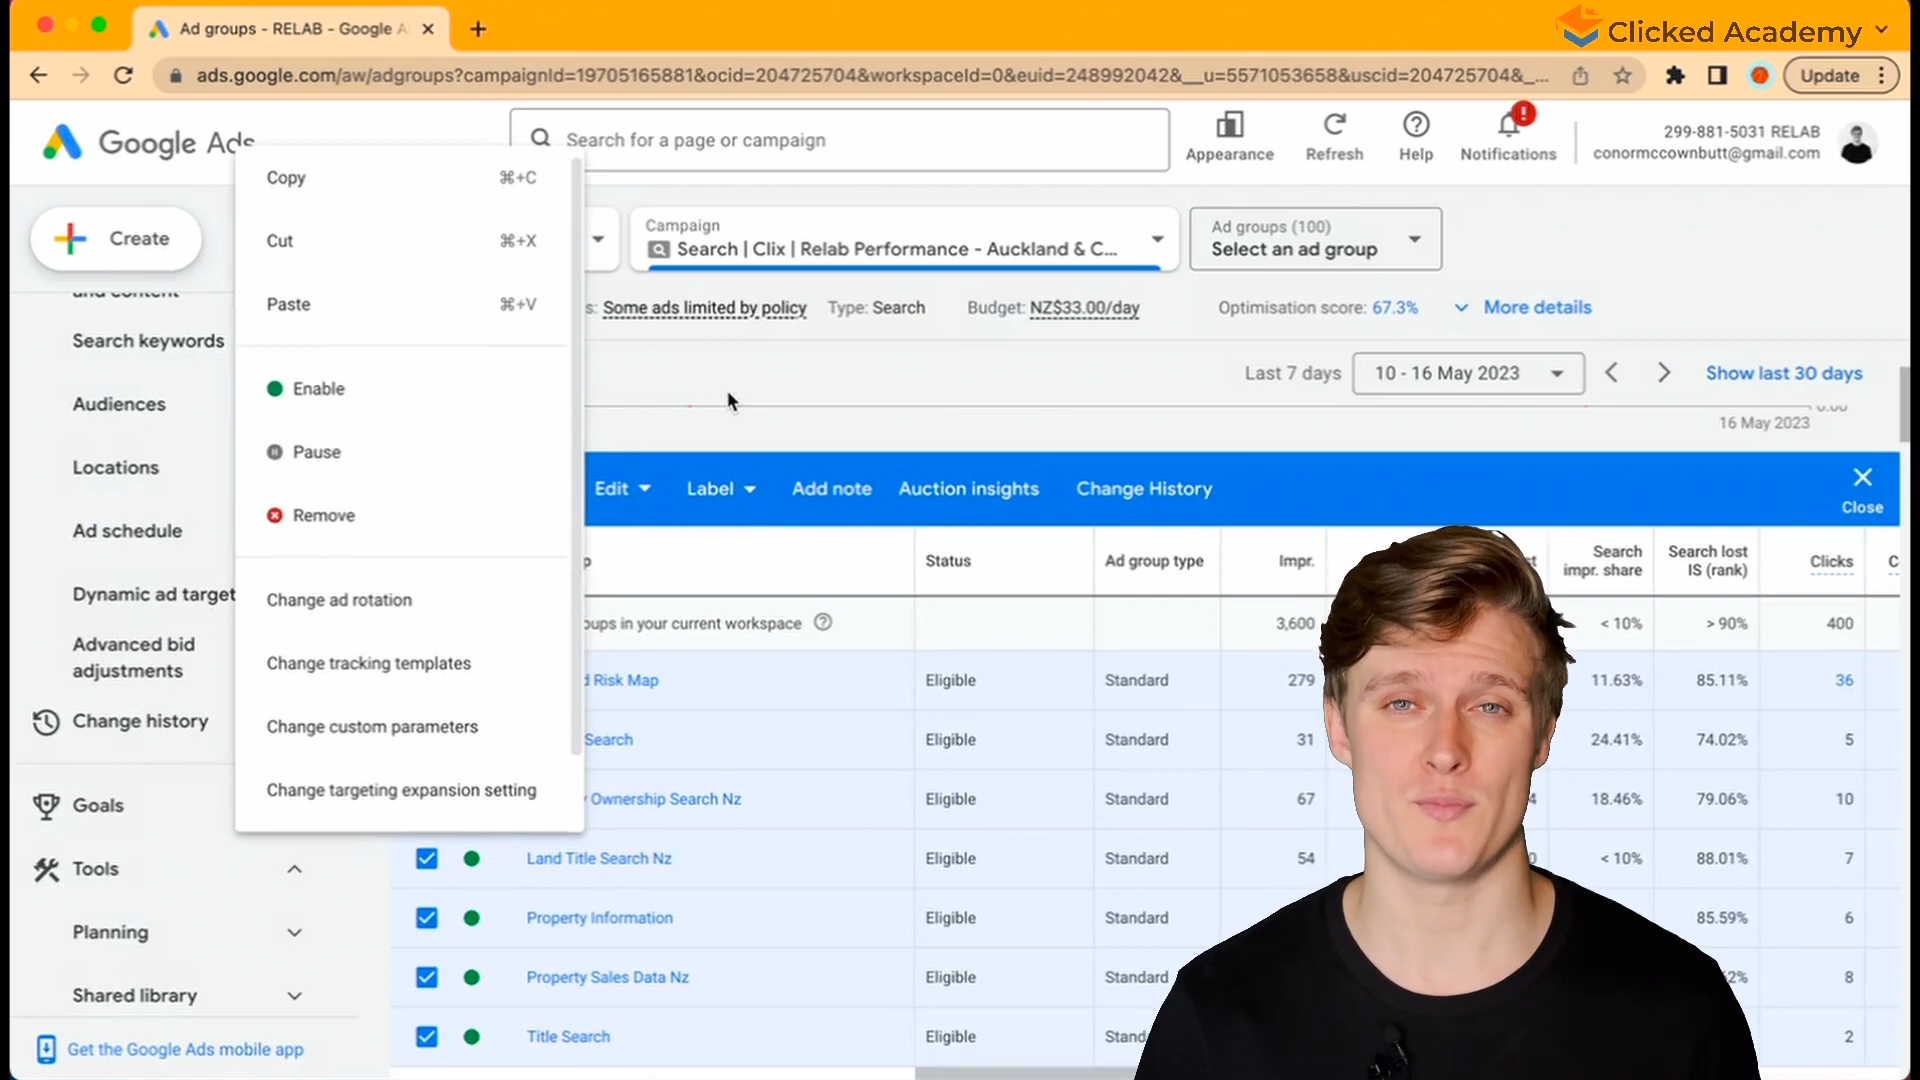 Ad groups - RELAB - Google A
Clicked Academy
ads.google.com/aw/adgroups?campaignId=19705165881&ocid=204725704&workspaceId=0&euid=248992042&__u=5571053658&uscid=204725704&_...
Update
Google Ads
Search for a page or campaign
Appearance
Refresh
Help
Notifications
299-881-5031 RELAB
conormccownbutt@gmail.com
Create
Campaign
Search | Clix | Relab Performance - Auckland & C...
Ad groups (100)
Select an ad group
Some ads limited by policy
Type: Search
Budget: NZ$33.00/day
Optimisation score: 67.3%
More details
Last 7 days
10 - 16 May 2023
Show last 30 days
0.00
16 May 2023
and content
Search keywords
Audiences
Locations
Ad schedule
Dynamic ad target
Advanced bid
adjustments
Change history
Goals
Tools
Planning
Shared library
Get the Google Ads mobile app
Copy ⌘+C
Cut ⌘+X
Paste ⌘+V
Enable
Pause
Remove
Change ad rotation
Change tracking templates
Change custom parameters
Change targeting expansion setting
Edit
Label
Add note
Auction insights
Change History
Close
Status
Ad group type
Impr.
Search
impr. share
Search lost
IS (rank)
Clicks
oups in your current workspace 3,600 < 10% > 90% 400
d Risk Map Eligible Standard 279 11.63% 85.11% 36
Search Eligible Standard 31 24.41% 74.02% 5
Ownership Search Nz Eligible Standard 67 4 18.46% 79.06% 10
Land Title Search Nz Eligible Standard 54 0 < 10% 88.01% 7
Property Information Eligible Standard 85.59% 6
Property Sales Data Nz Eligible Standard 2% 8
Title Search Eligible Stand 2